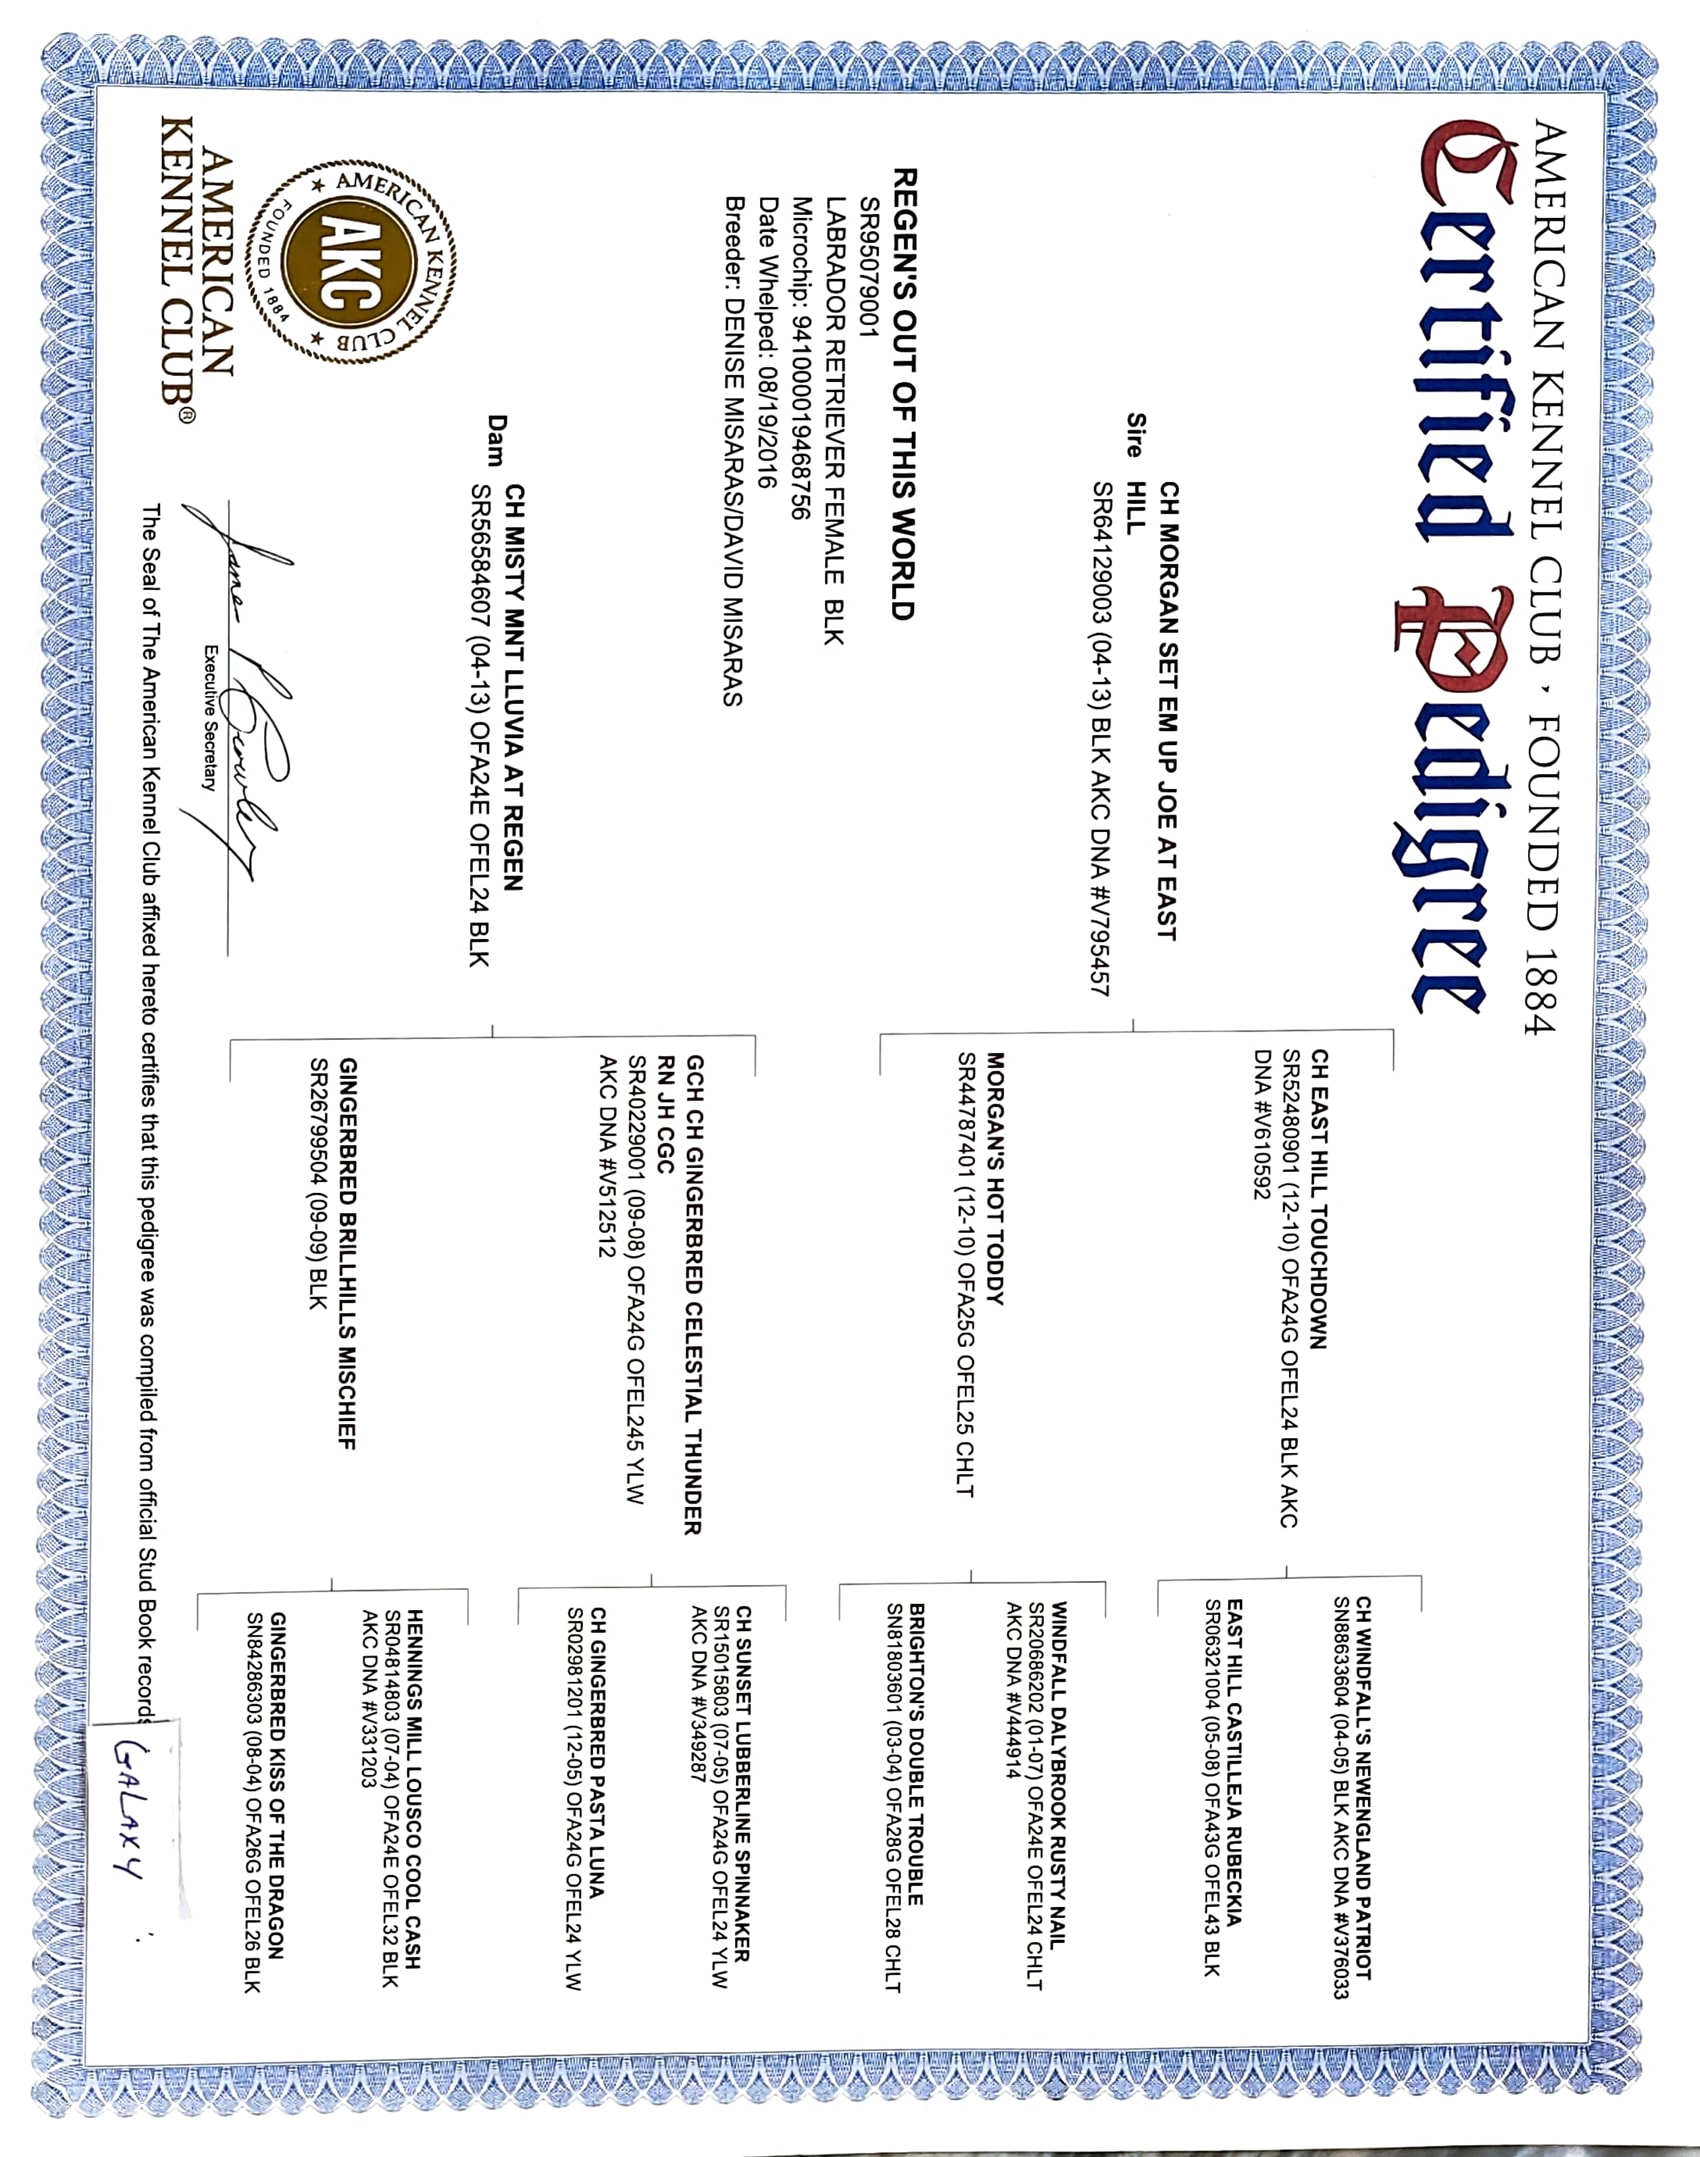 AMERICAN KENNEL CLUB · FOUNDED 1884
Certified Pedigree
CH WINDFALL'S NEWENGLAND PATRIOT
SN88633604 (04-05) BLK AKC DNA #V376033
CH EAST HILL TOUCHDOWN
SR52480901 (12-10) OFA24G OFEL24 BLK AKC
DNA #V610592
EAST HILL CASTILLEJA RUBECKIA
SR06321004 (05-08) OFA43G OFEL43 BLK
CH MORGAN SET EM UP JOE AT EAST
Sire HILL
SR64129003 (04-13) BLK AKC DNA #V795457
WINDFALL DALYBROOK RUSTY NAIL
SR20686202 (01-07) OFA24E OFEL24 CHLT
AKC DNA #V444914
MORGAN'S HOT TODDY
SR44787401 (12-10) OFA25G OFEL25 CHLT
BRIGHTON'S DOUBLE TROUBLE
SN81803601 (03-04) OFA28G OFEL28 CHLT
REGEN'S OUT OF THIS WORLD
SR95079001
LABRADOR RETRIEVER FEMALE BLK
Microchip: 941000019468756
Date Whelped: 08/19/2016
Breeder: DENISE MISARAS/DAVID MISARAS
CH SUNSET LUBBERLINE SPINNAKER
SR15015803 (07-05) OFA24G OFEL24 YLW
AKC DNA #V349287
GCH CH GINGERBRED CELESTIAL THUNDER
RN JH CGC
SR40229001 (09-08) OFA24G OFEL245 YLW
AKC DNA #V512512
CH GINGERBRED PASTA LUNA
SR02981201 (12-05) OFA24G OFEL24 YLW
CH MISTY MNT LLUVIA AT REGEN
Dam
SR56584607 (04-13) OFA24E OFEL24 BLK
HENNINGS MILL LOUSCO COOL CASH
SR04814803 (07-04) OFA24E OFEL32 BLK
AKC DNA #V331203
GINGERBRED BRILLHILLS MISCHIEF
SR26799504 (09-09) BLK
GINGERBRED KISS OF THE DRAGON
SN84286303 (08-04) OFA26G OFEL26 BLK
AMERICAN KENNEL CLUB
AKC
FOUNDED 1884
AMERICAN
KENNEL CLUB®
James P Crowley
Executive Secretary
The Seal of The American Kennel Club affixed hereto certifies that this pedigree was compiled from official Stud Book records
GALAXY